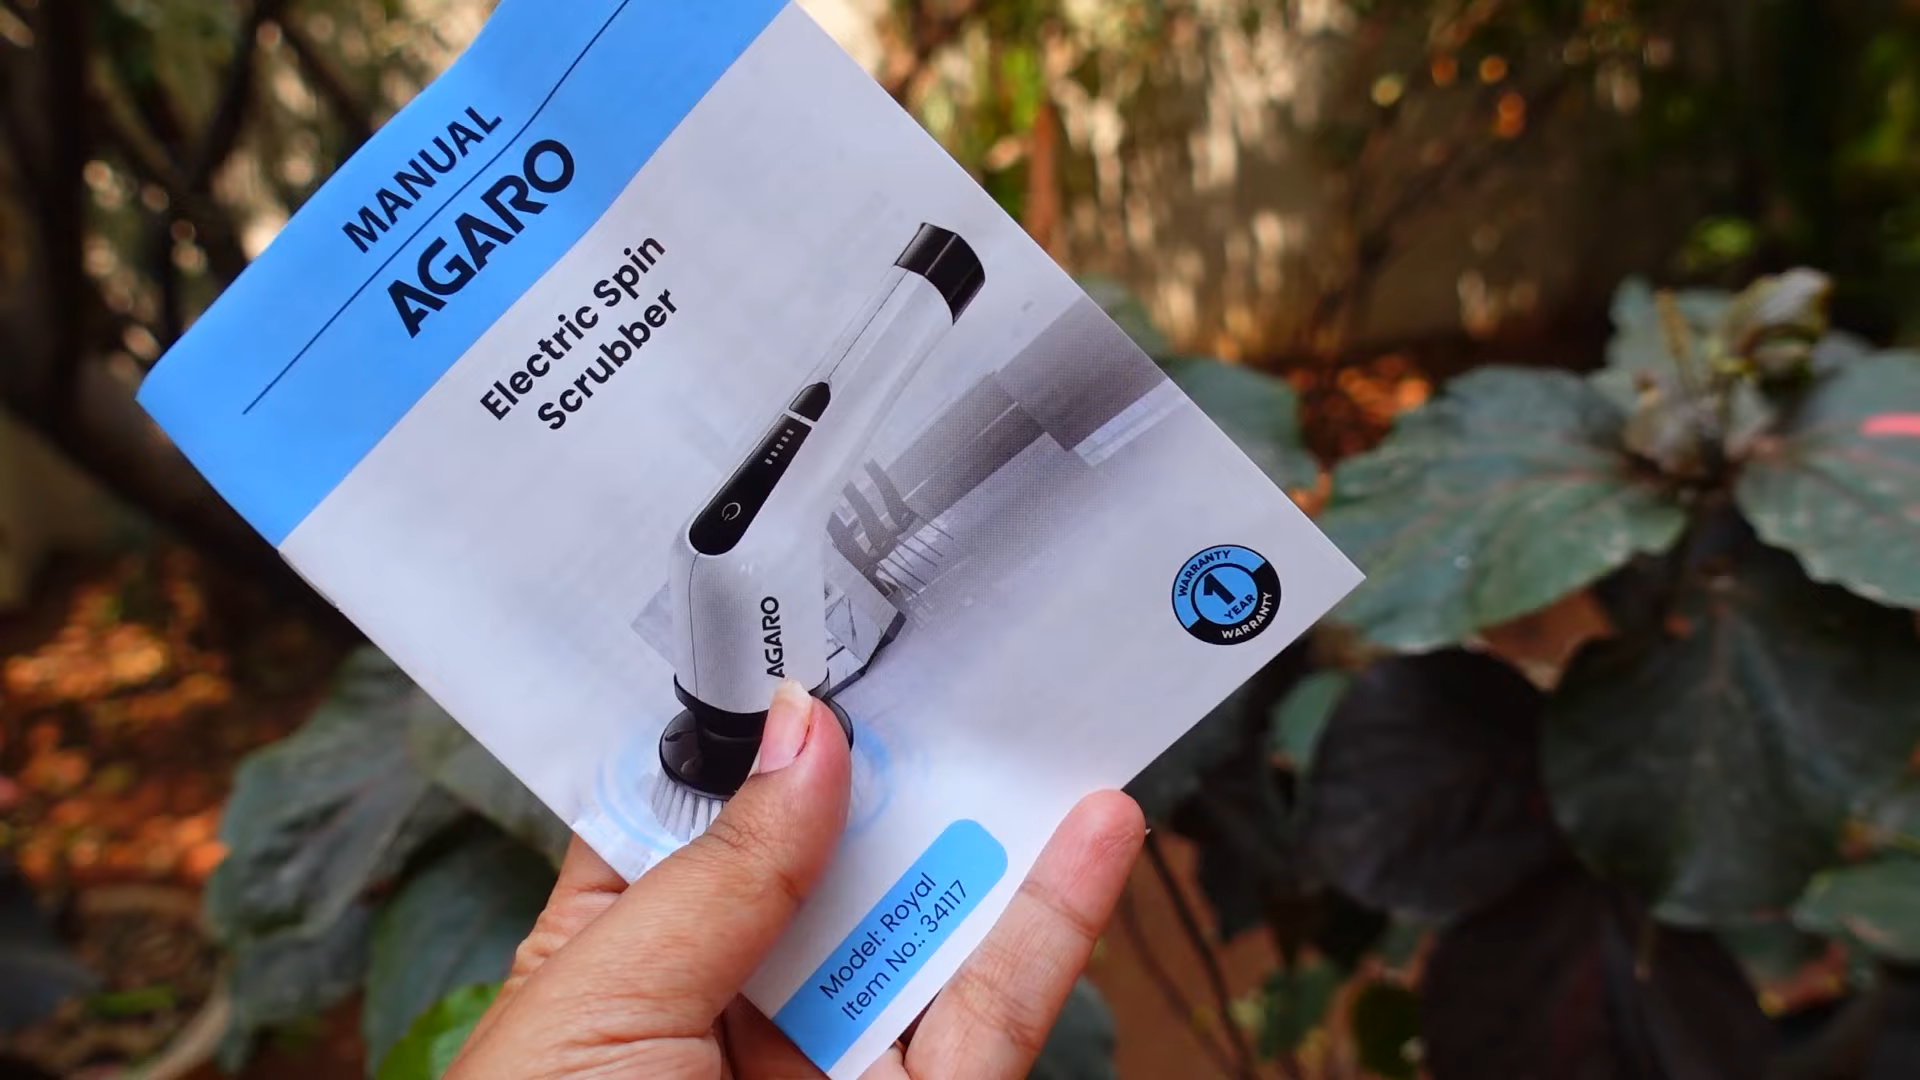 MANUAL
AGARO
Electric Spin
Scrubber
AGARO
WARRANTY
1
YEAR
WARRANTY
Model: Royal
Item No.: 34117